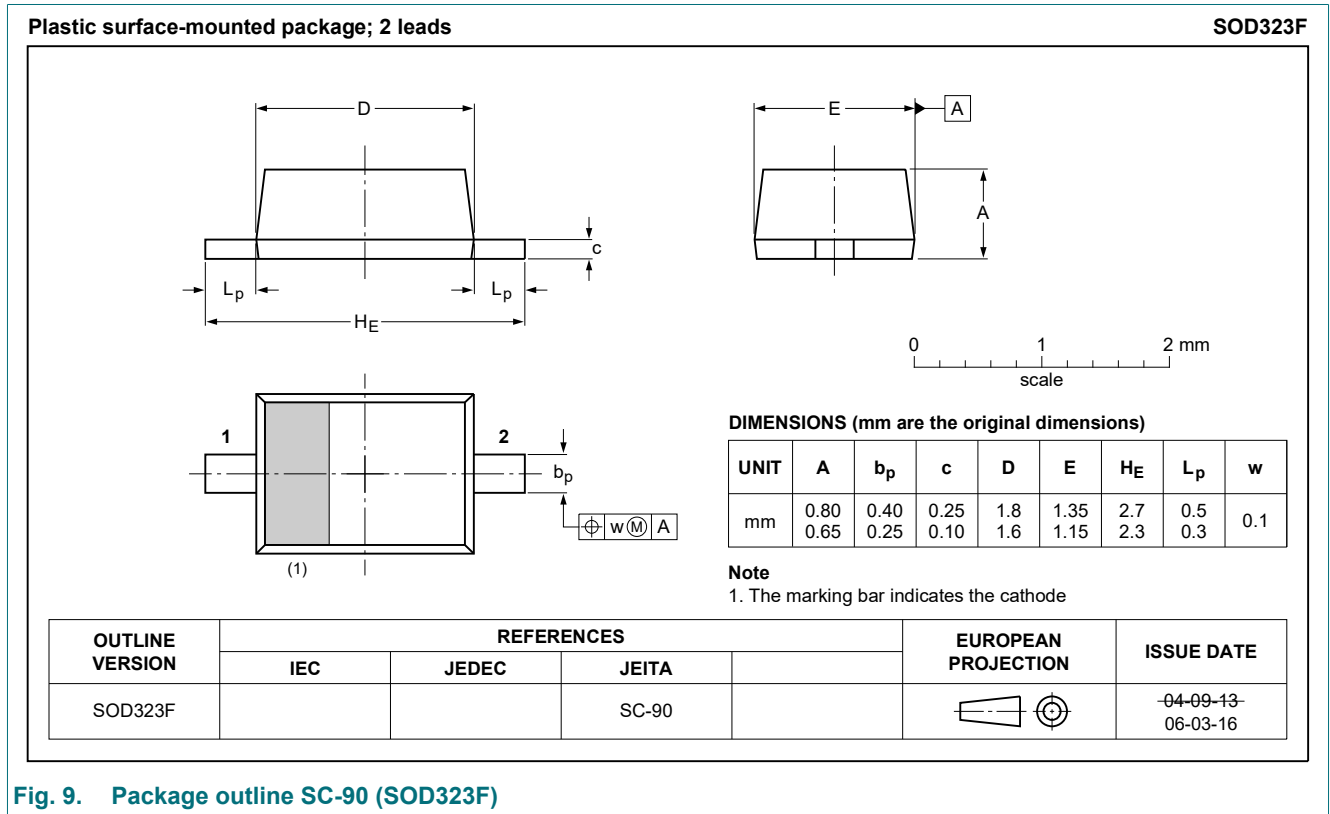 Plastic surface-mounted package; 2 leads SOD323F
D
E
A
A
c
Lp
Lp
HE
0 1 2 mm
scale
1
2
bp
w M A
(1)
DIMENSIONS (mm are the original dimensions)
UNIT A bp c D E HE Lp w
mm 0.80 0.40 0.25 1.8 1.35 2.7 0.5 0.1
0.65 0.25 0.10 1.6 1.15 2.3 0.3
Note
1. The marking bar indicates the cathode
OUTLINE VERSION REFERENCES EUROPEAN PROJECTION ISSUE DATE
IEC JEDEC JEITA
SOD323F SC-90 04-09-13
06-03-16
Fig. 9. Package outline SC-90 (SOD323F)